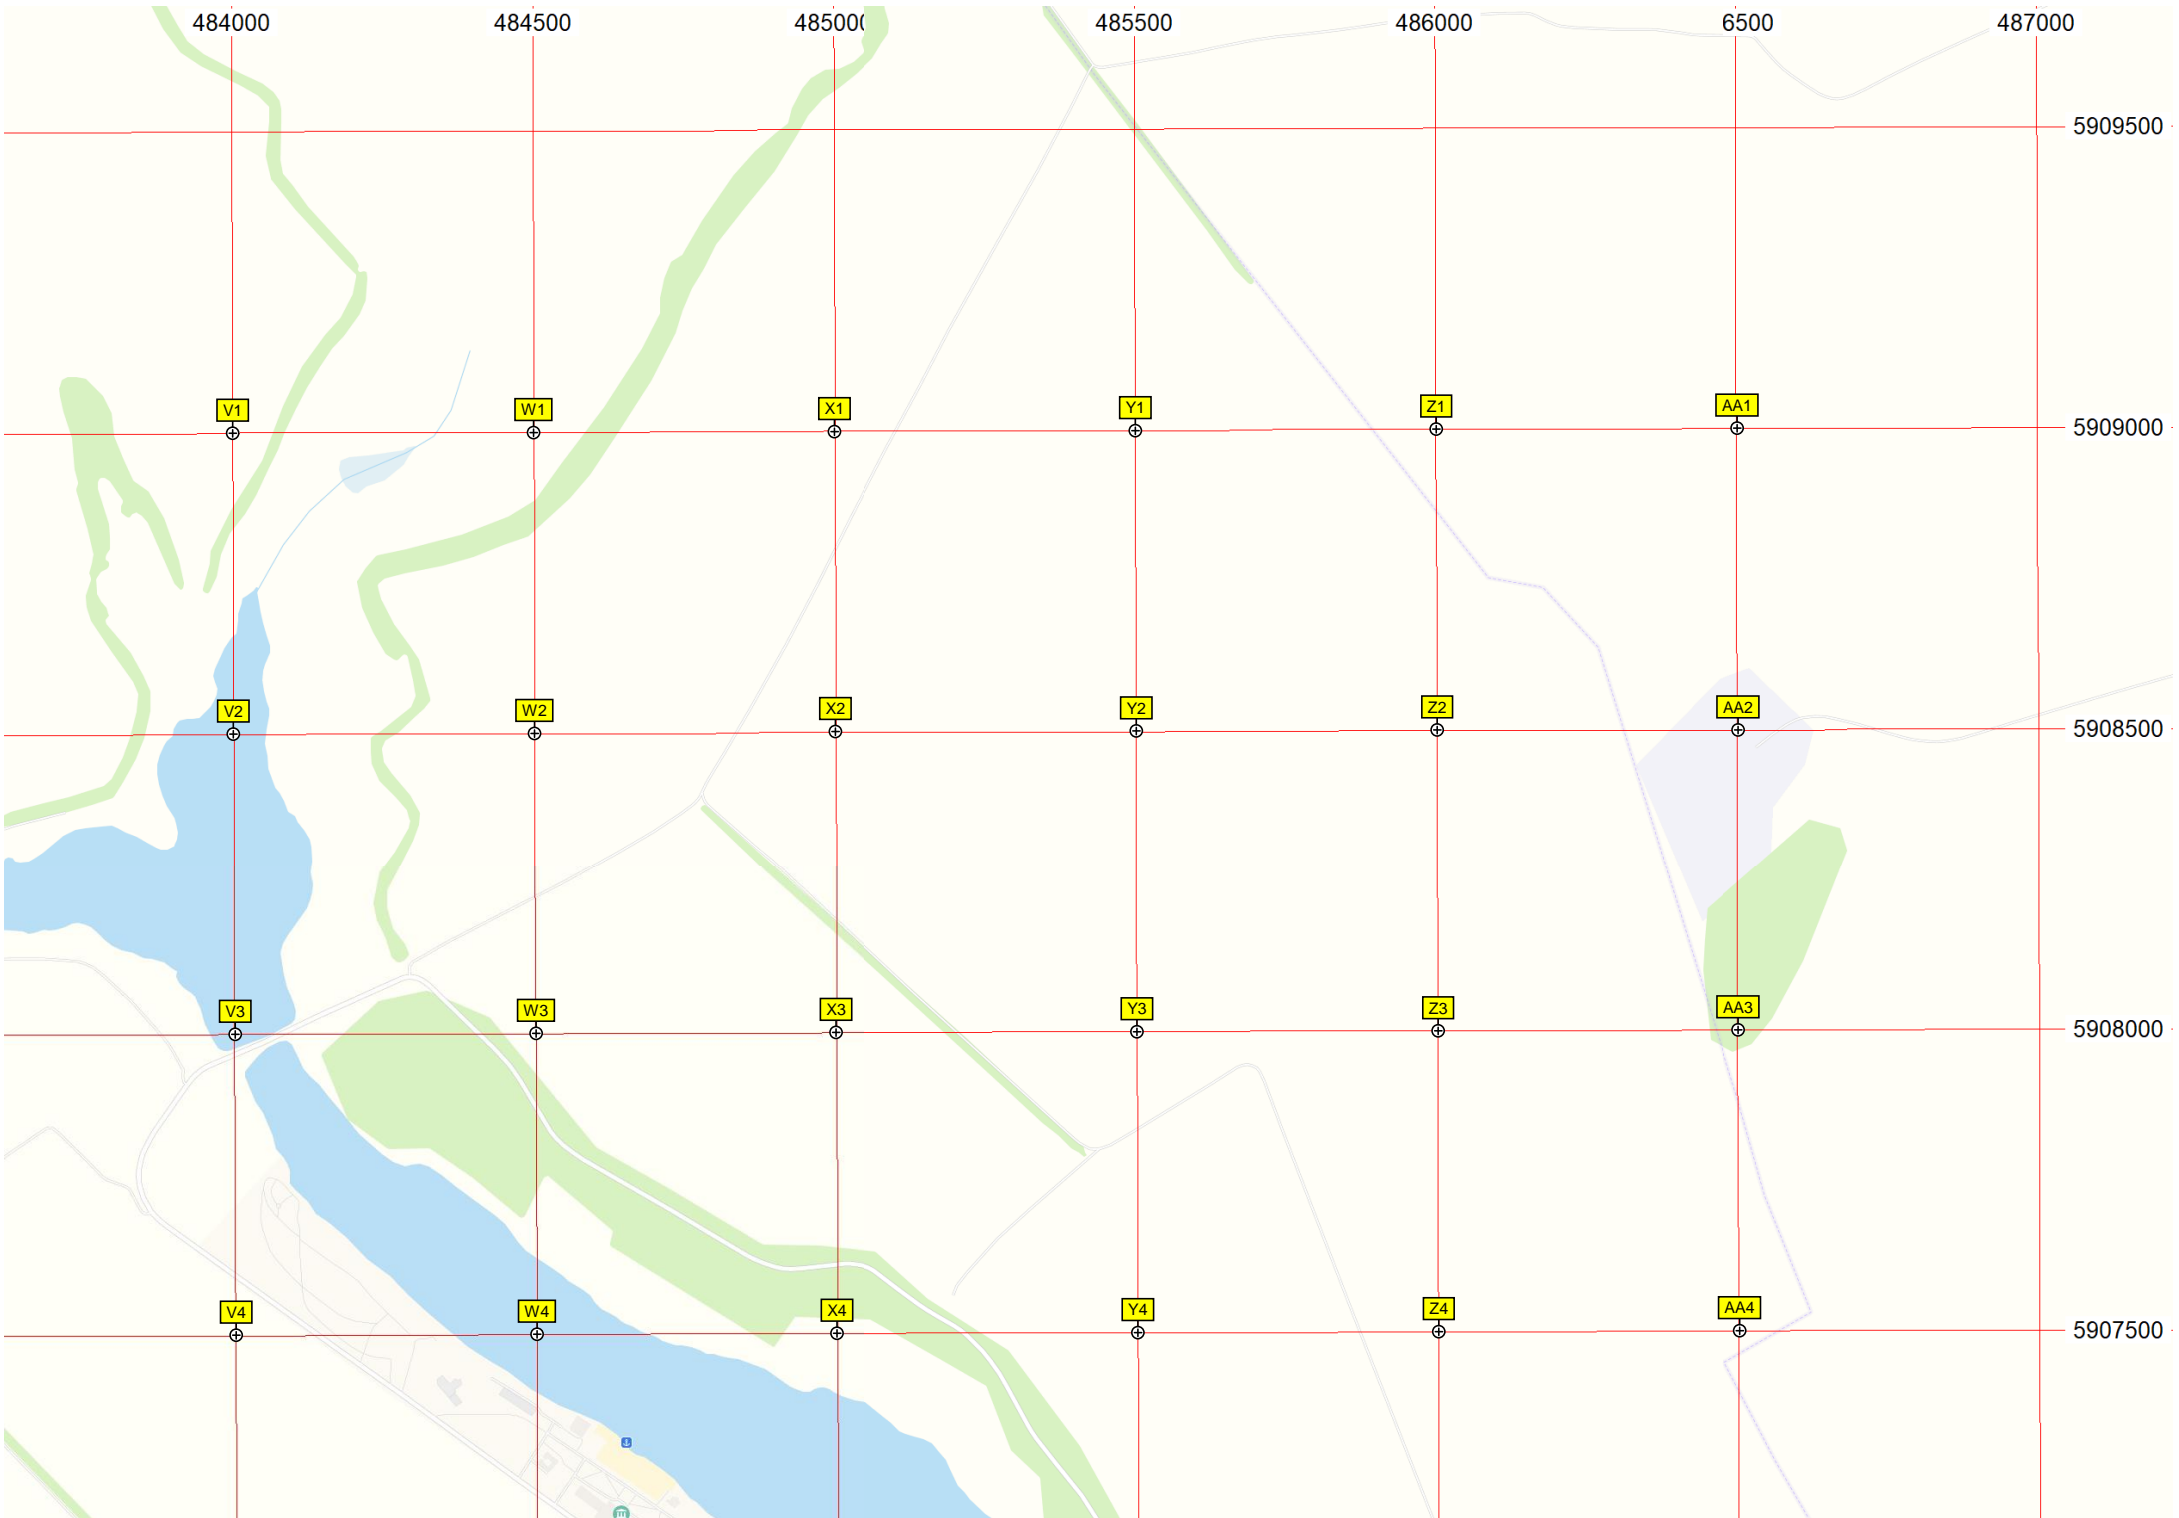 484000 484500 485000 485500 486000 6500 487000
5909500
V1 W1 X1 Y1 Z1 AA1
5909000
V2 W2 X2 Y2 Z2 AA2
5908500
V3 W3 X3 Y3 Z3 AA3
5908000
V4 W4 X4 Y4 Z4 AA4
5907500